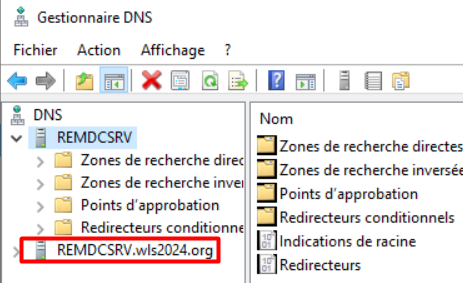 Gestionnaire DNS
Fichier Action Affichage ?
DNS
REMDCSRV
Zones de recherche direc
Zones de recherche inver
Points d'approbation
Redirecteurs conditionne
REMDCSRV.wls2024.org
Nom
Zones de recherche directes
Zones de recherche inversée
Points d'approbation
Redirecteurs conditionnels
Indications de racine
Redirecteurs